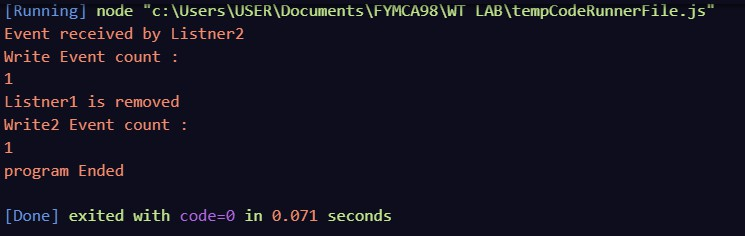 [Running] node "c:\Users\USER\Documents\FYMCA98\WT LAB\tempCodeRunnerFile.js"
Event received by Listner2
Write Event count :
1
Listner1 is removed
Write2 Event count :
1
program Ended
[Done] exited with code=0 in 0.071 seconds